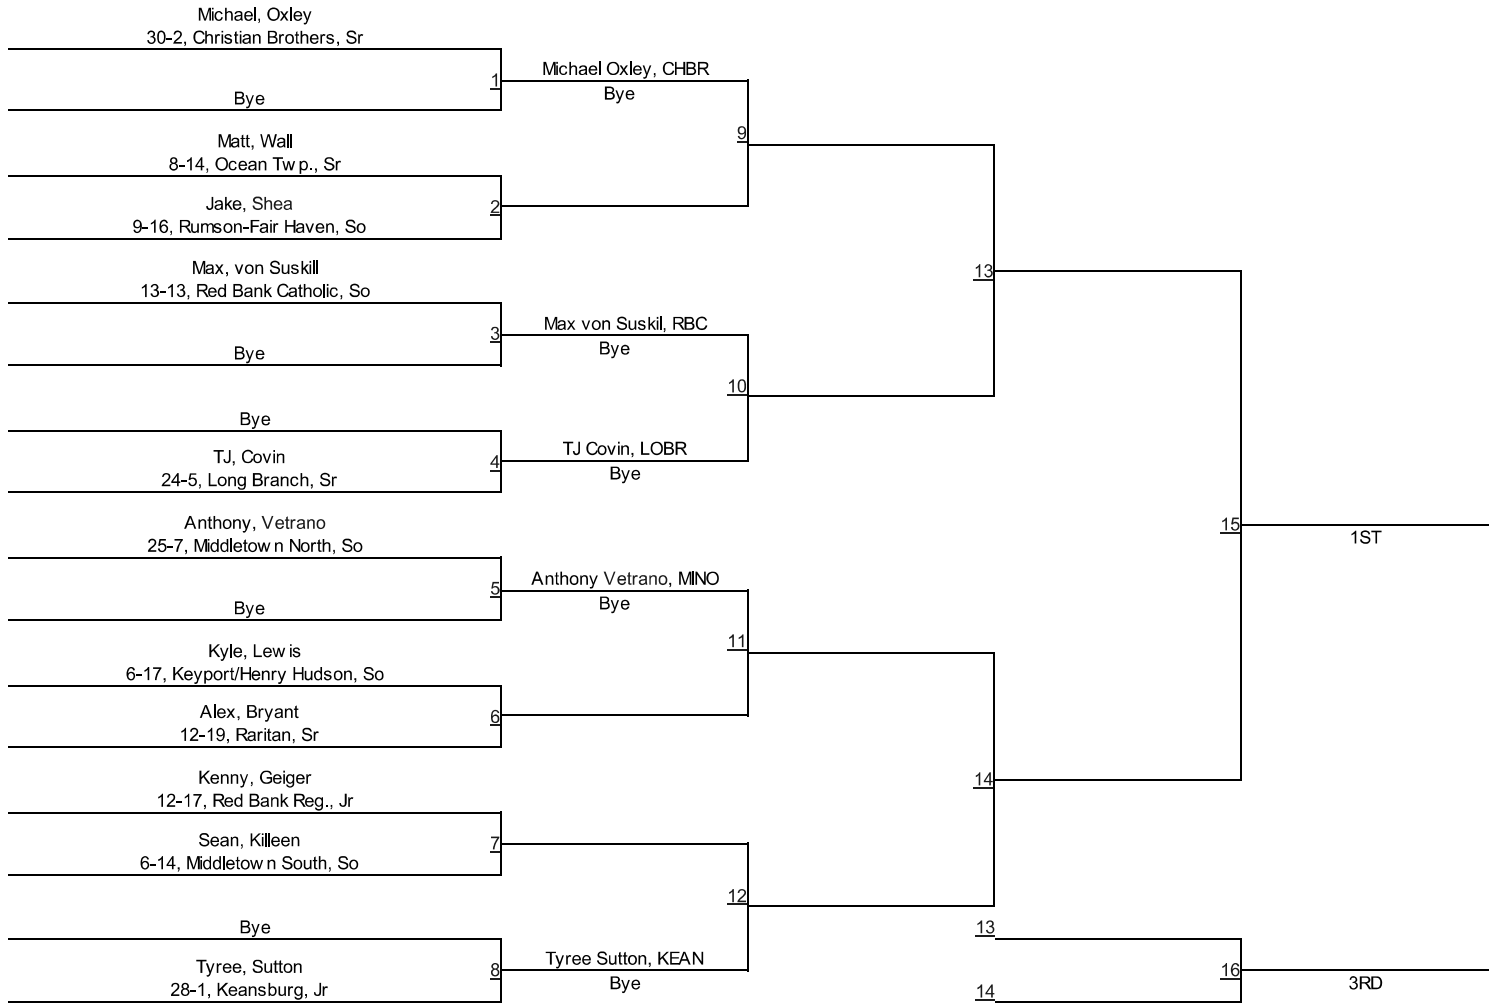 Michael, Oxley
30-2, Christian Brothers, Sr
1
Bye
Michael Oxley, CHBR
Bye
Matt, Wall
8-14, Ocean Twp., Sr
9
Jake, Shea
9-16, Rumson-Fair Haven, So
2
Max, von Suskill
13-13, Red Bank Catholic, So
13
3
Bye
Max von Suskil, RBC
Bye
10
Bye
TJ, Covin
24-5, Long Branch, Sr
4
TJ Covin, LOBR
Bye
Anthony, Vetrano
25-7, Middletown North, So
15
1ST
5
Bye
Anthony Vetrano, MINO
Bye
11
Kyle, Lewis
6-17, Keyport/Henry Hudson, So
Alex, Bryant
12-19, Raritan, Sr
6
Kenny, Geiger
12-17, Red Bank Reg., Jr
14
Sean, Killeen
6-14, Middletown South, So
7
12
Bye
13
Tyree, Sutton
28-1, Keansburg, Jr
8
Tyree Sutton, KEAN
Bye
16
3RD
14